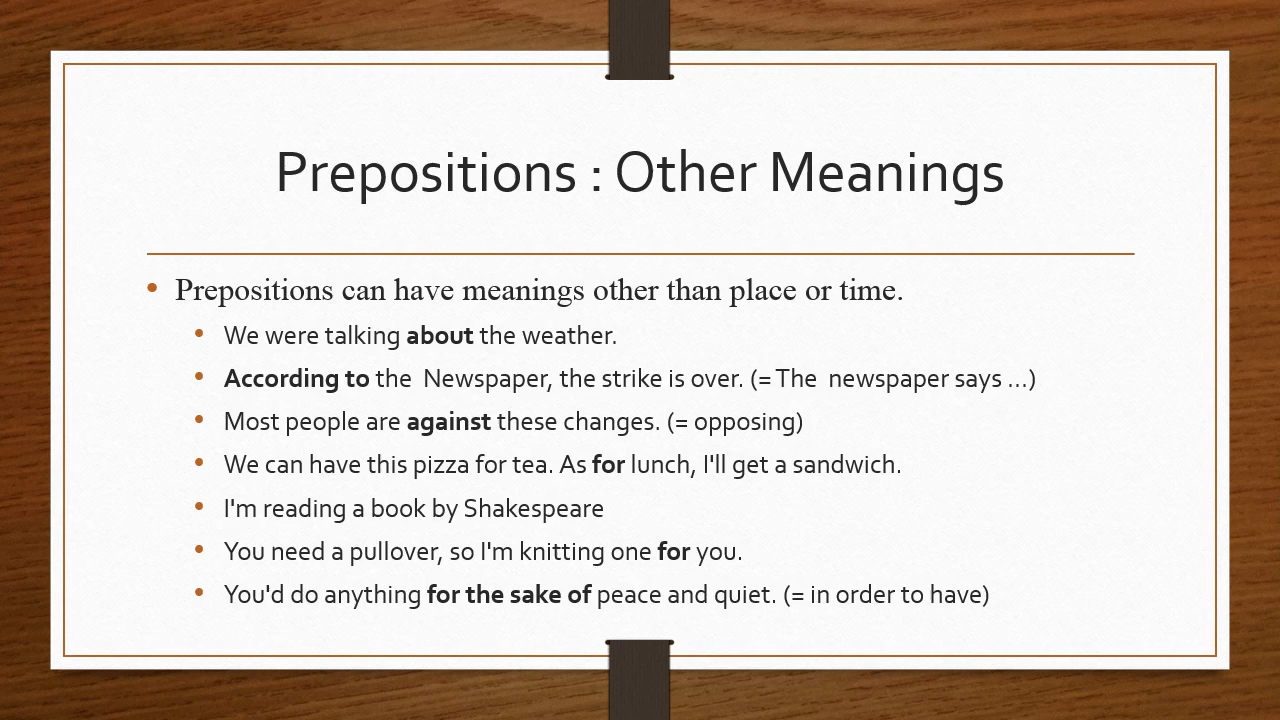 Prepositions : Other Meanings
• Prepositions can have meanings other than place or time.
• We were talking about the weather.
• According to the  Newspaper, the strike is over. (= The  newspaper says ...)
• Most people are against these changes. (= opposing)
• We can have this pizza for tea. As for lunch, I'll get a sandwich.
• I'm reading a book by Shakespeare
• You need a pullover, so I'm knitting one for you.
• You'd do anything for the sake of peace and quiet. (= in order to have)